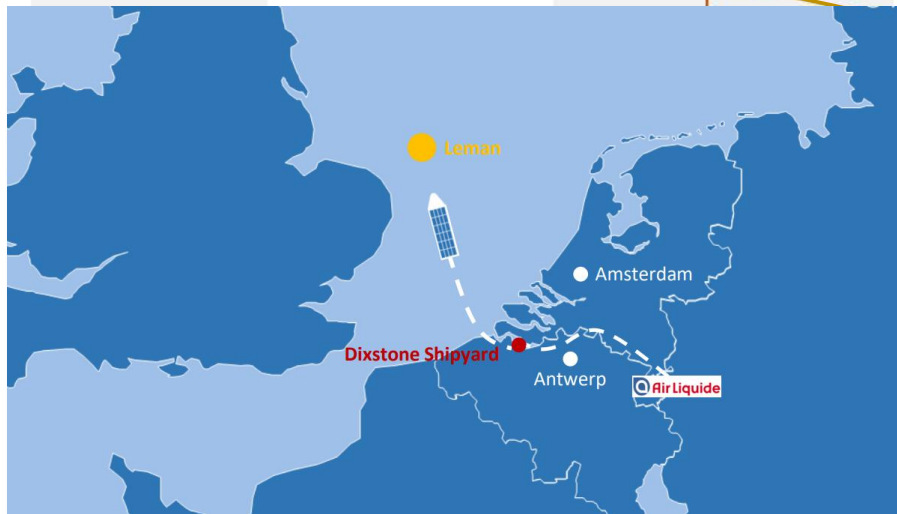 Leman
Amsterdam
Dixstone Shipyard
Antwerp
Air Liquide